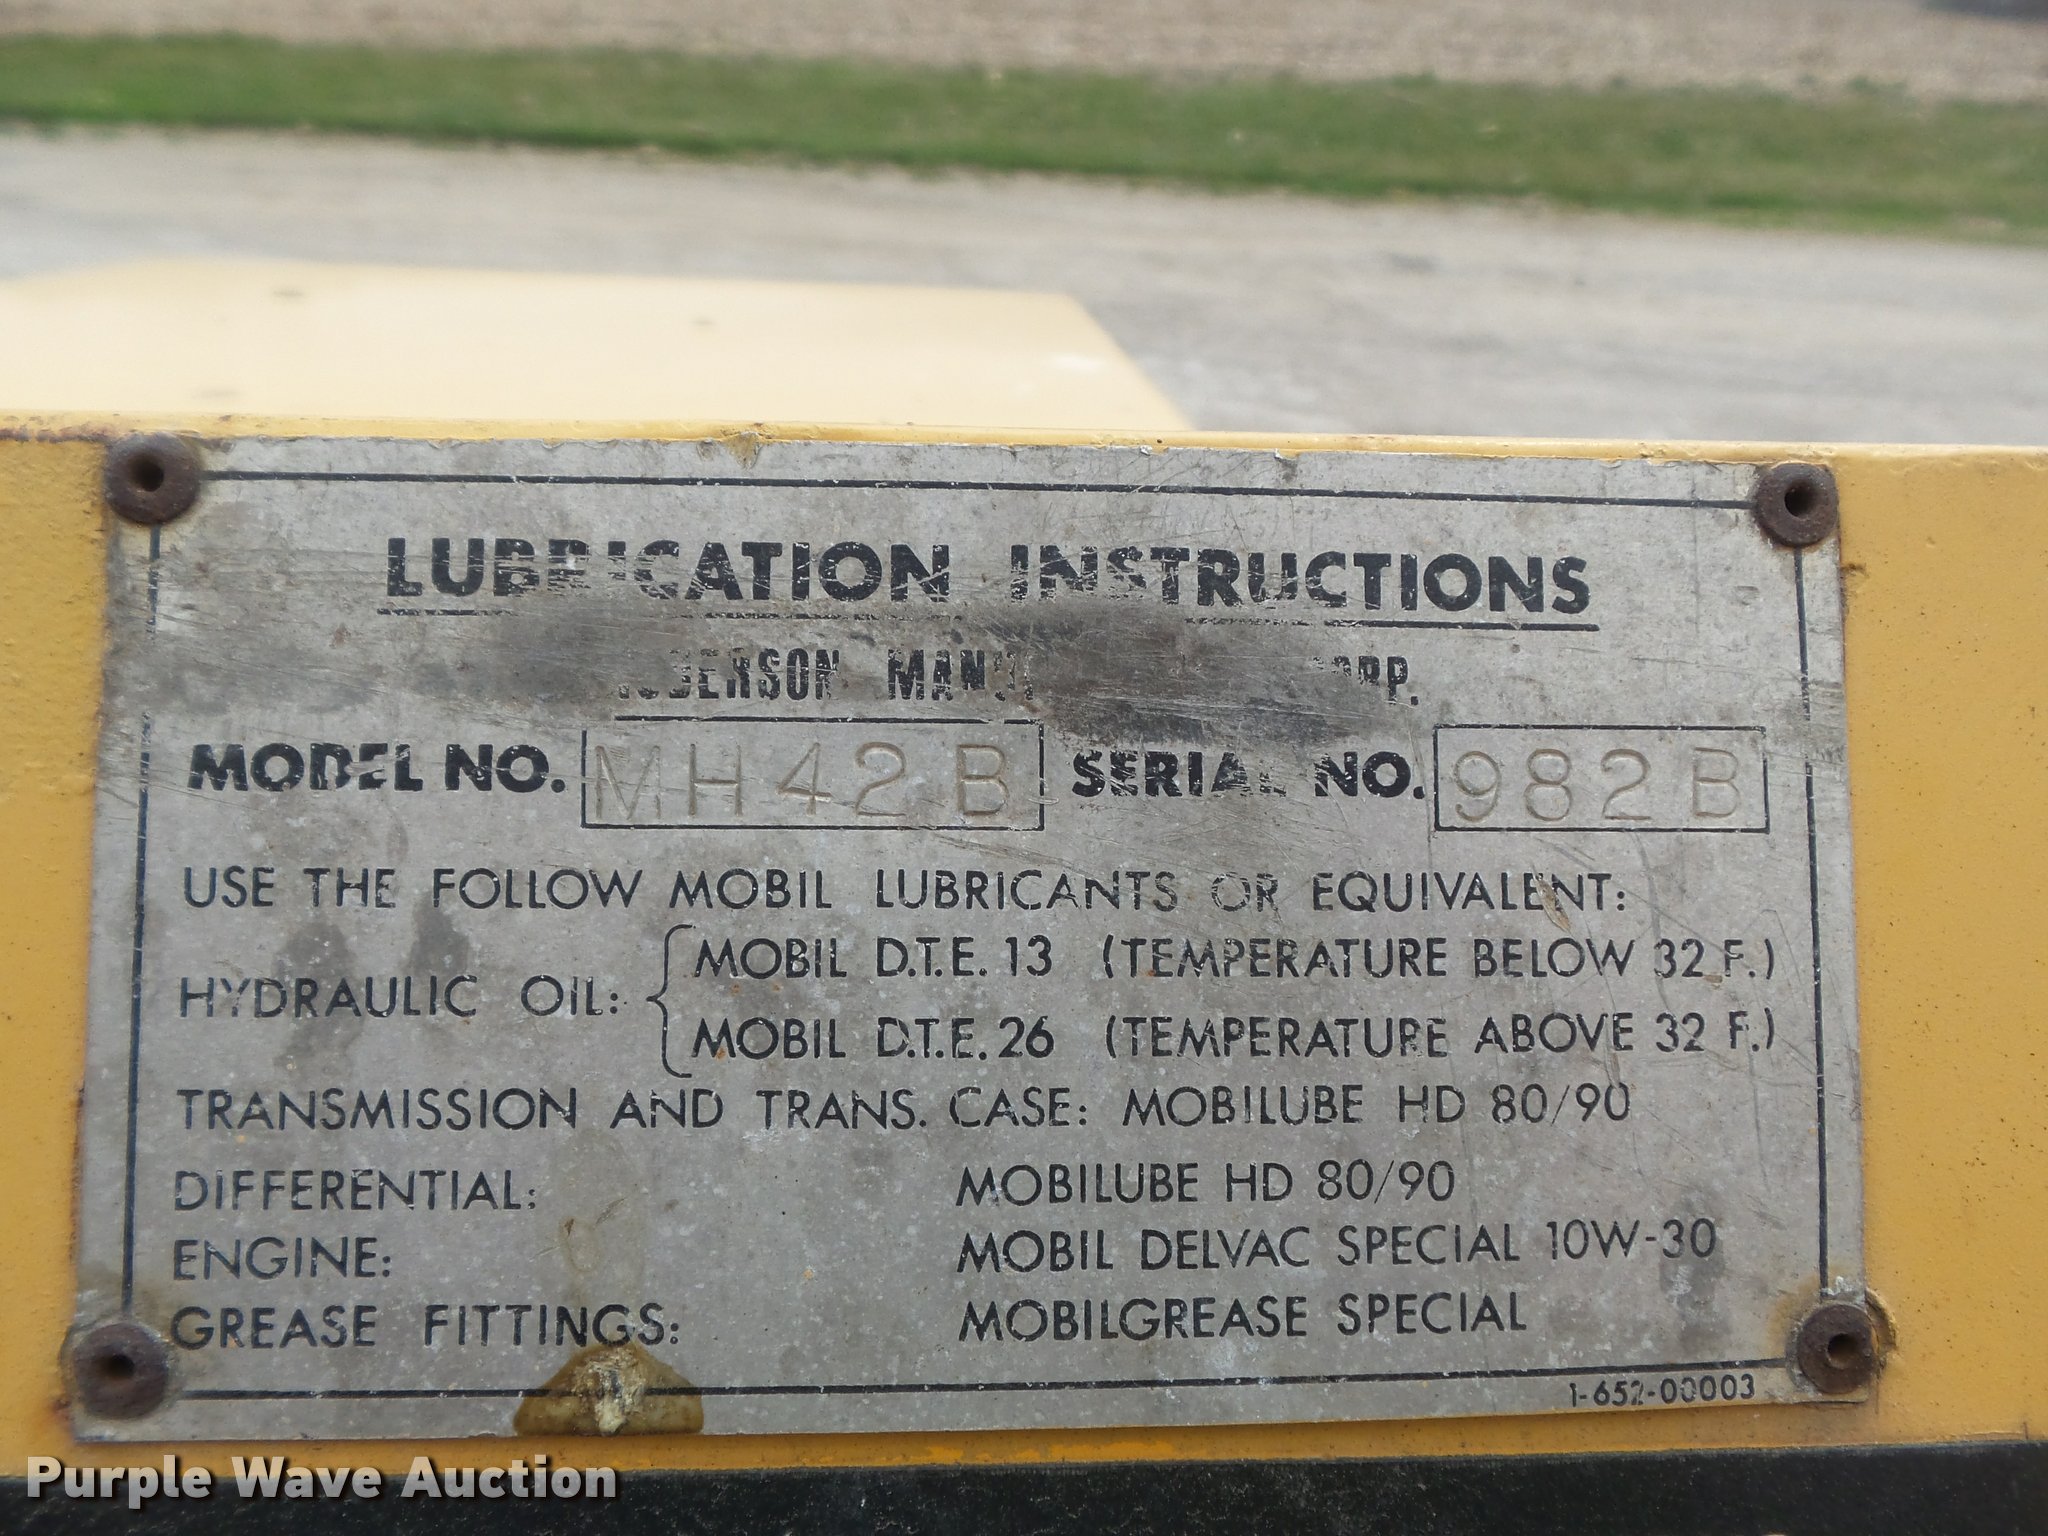 LUBRICATION INSTRUCTIONS
CORP.
MODEL NO. MH42B SERIAL NO. 982B
USE THE FOLLOW MOBIL LUBRICANTS OR EQUIVALENT:
HYDRAULIC OIL: { MOBIL D.T.E. 13 (TEMPERATURE BELOW 32 F.)
MOBIL D.T.E. 26 (TEMPERATURE ABOVE 32 F.)
TRANSMISSION AND TRANS. CASE: MOBILUBE HD 80/90
DIFFERENTIAL: MOBILUBE HD 80/90
ENGINE: MOBIL DELVAC SPECIAL 10W-30
GREASE FITTINGS: MOBILGREASE SPECIAL
1-652-00003
Purple Wave Auction